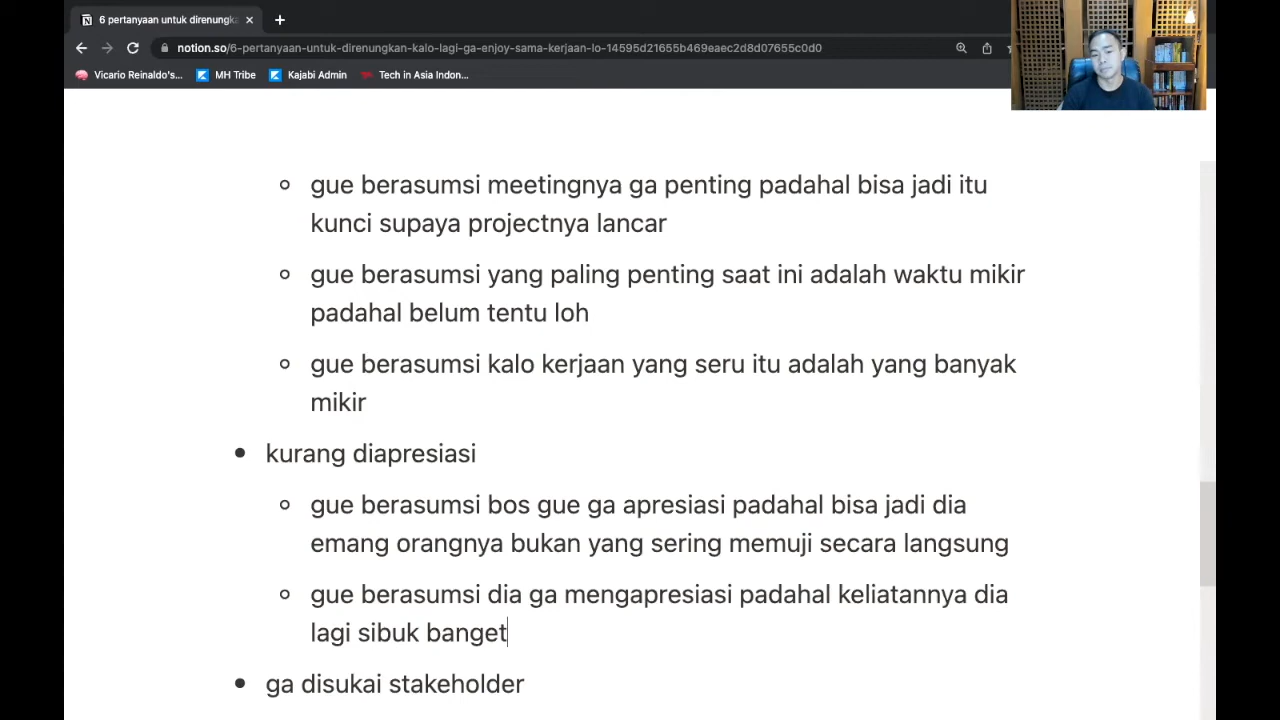 6 pertanyaan untuk direnungka
notion.so/6-pertanyaan-untuk-direnungkan-kalo-lagi-ga-enjoy-sama-kerjaan-lo-14595d21655b469eaec2d8d07655c0d0
Vicario Reinaldo's... MH Tribe Kajabi Admin Tech in Asia Indon...
gue berasumsi meetingnya ga penting padahal bisa jadi itu
kunci supaya projectnya lancar
gue berasumsi yang paling penting saat ini adalah waktu mikir
padahal belum tentu loh
gue berasumsi kalo kerjaan yang seru itu adalah yang banyak
mikir
kurang diapresiasi
gue berasumsi bos gue ga apresiasi padahal bisa jadi dia
emang orangnya bukan yang sering memuji secara langsung
gue berasumsi dia ga mengapresiasi padahal keliatannya dia
lagi sibuk banget
ga disukai stakeholder